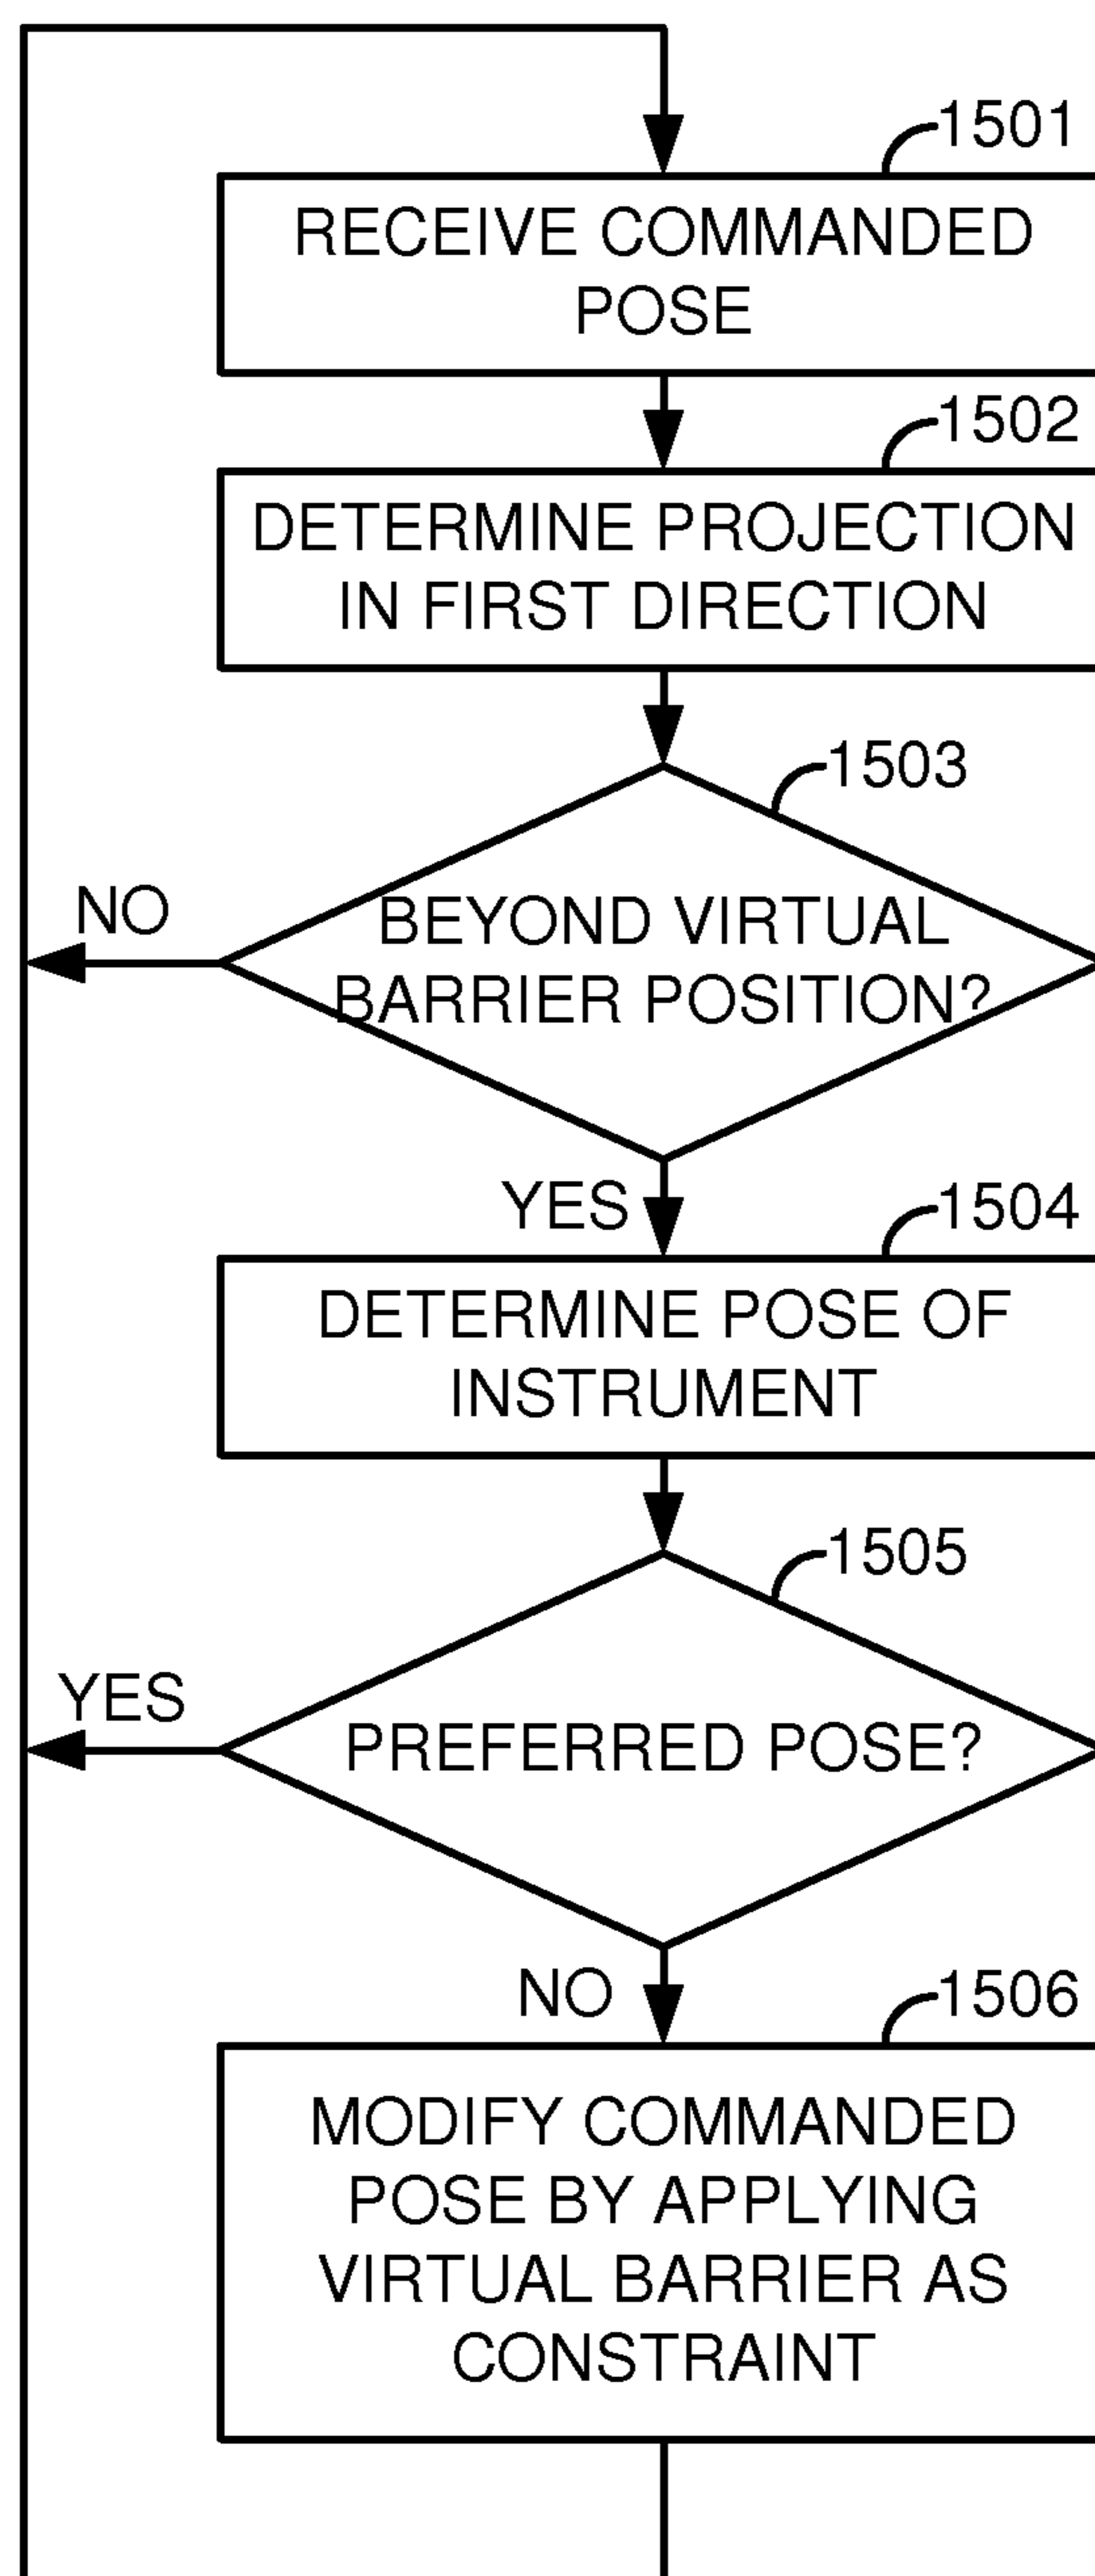 1501
RECEIVE COMMANDED
POSE
1502
DETERMINE PROJECTION
IN FIRST DIRECTION
1503
BEYOND VIRTUAL
BARRIER POSITION?
NO
YES
1504
DETERMINE POSE OF
INSTRUMENT
1505
PREFERRED POSE?
YES
NO
1506
MODIFY COMMANDED
POSE BY APPLYING
VIRTUAL BARRIER AS
CONSTRAINT